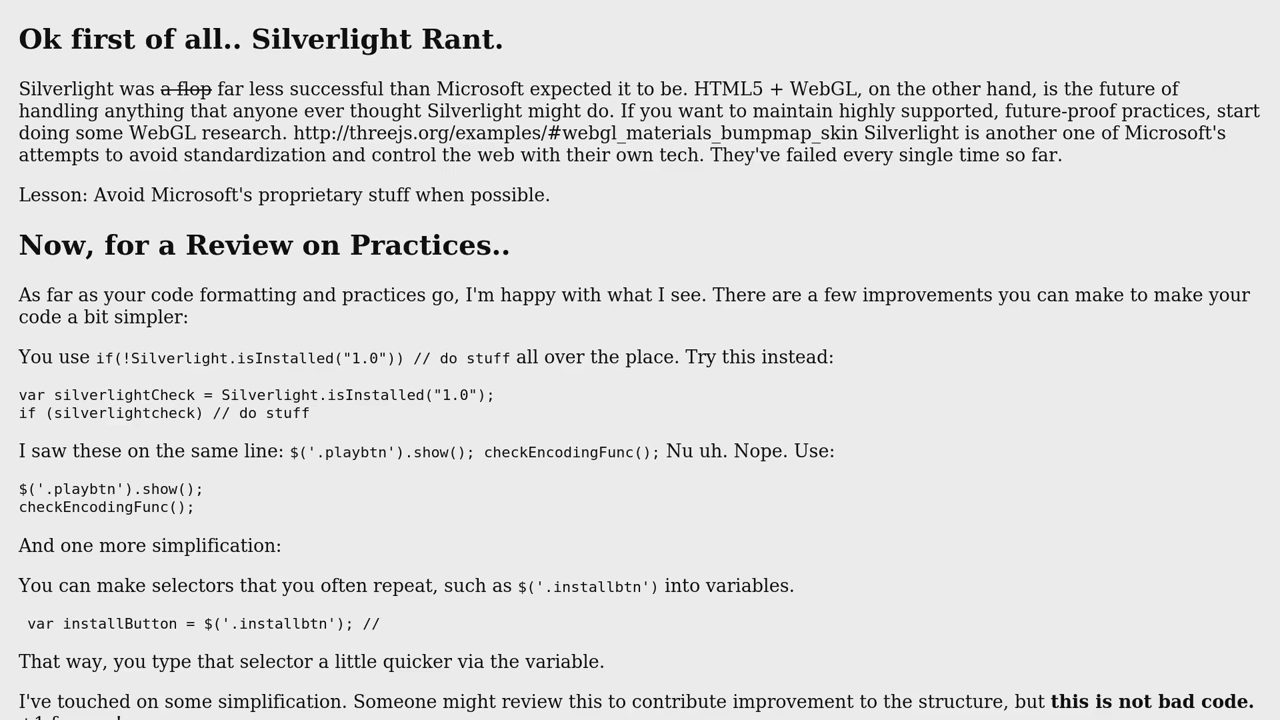 Ok first of all.. Silverlight Rant.
Silverlight was a flop far less successful than Microsoft expected it to be. HTML5 + WebGL, on the other hand, is the future of
handling anything that anyone ever thought Silverlight might do. If you want to maintain highly supported, future-proof practices, start
doing some WebGL research. http://threejs.org/examples/#webgl_materials_bumpmap_skin Silverlight is another one of Microsoft's
attempts to avoid standardization and control the web with their own tech. They've failed every single time so far.
Lesson: Avoid Microsoft's proprietary stuff when possible.
Now, for a Review on Practices..
As far as your code formatting and practices go, I'm happy with what I see. There are a few improvements you can make to make your
code a bit simpler:
You use if(!Silverlight.isInstalled("1.0")) // do stuff all over the place. Try this instead:
var silverlightCheck = Silverlight.isInstalled("1.0");
if (silverlightcheck) // do stuff
I saw these on the same line: $('.playbtn').show(); checkEncodingFunc(); Nu uh. Nope. Use:
$('.playbtn').show();
checkEncodingFunc();
And one more simplification:
You can make selectors that you often repeat, such as $('.installbtn') into variables.
var installButton = $('.installbtn'); //
That way, you type that selector a little quicker via the variable.
I've touched on some simplification. Someone might review this to contribute improvement to the structure, but this is not bad code.